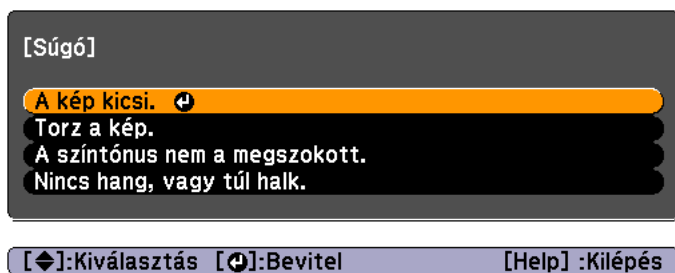 [Súgó]
A kép kicsi.
Torz a kép.
A színtónus nem a megszokott.
Nincs hang, vagy túl halk.
[◆]:Kiválasztás [↵]:Bevitel [Help] :Kilépés